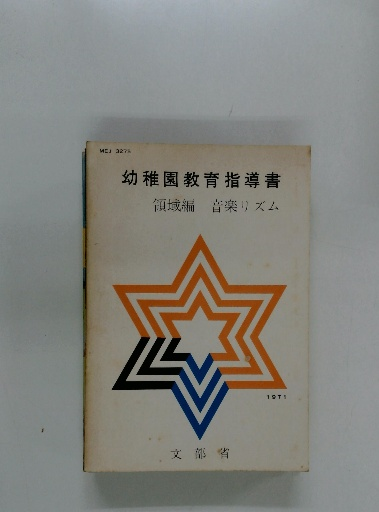 MEJ 3275
幼稚園教育指導書
領域編 音楽リズム
1971
文部省